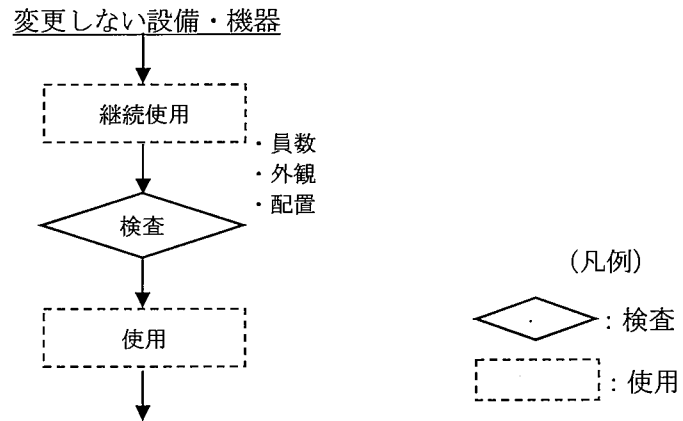 変更しない設備・機器
継続使用
・員数
・外観
・配置
検査
使用
（凡例）
：検査
：使用